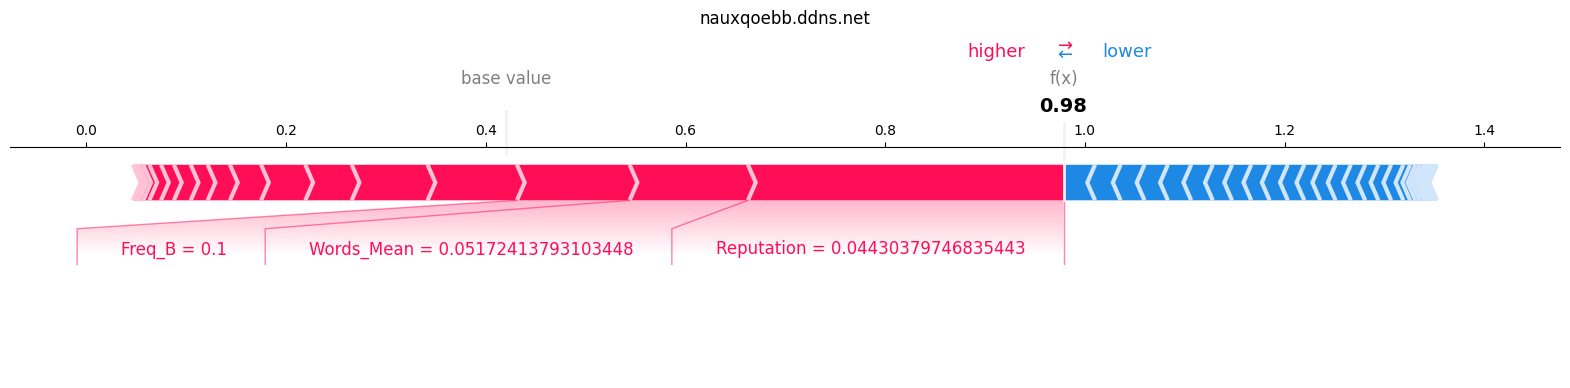 nauxqoebb.ddns.net
higher ⇄ lower
base value f(x)
0.98
0.0 0.2 0.4 0.6 0.8 1.0 1.2 1.4
Freq_B = 0.1 Words_Mean = 0.05172413793103448 Reputation = 0.04430379746835443